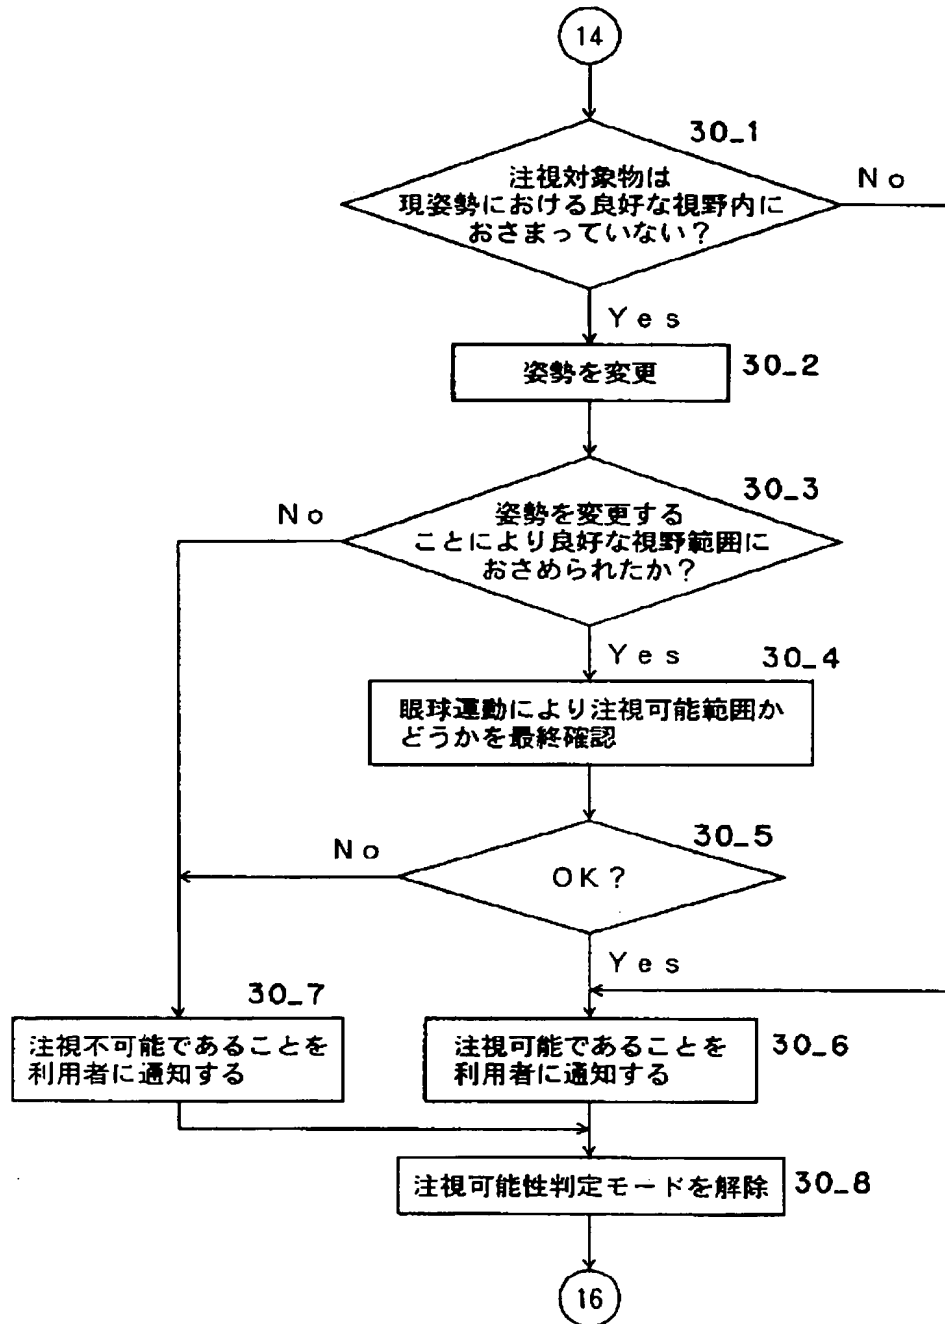 14
30_1
注視対象物は
現姿勢における良好な視野内に
おさまっていない？
No
Yes
姿勢を変更
30_2
30_3
No
姿勢を変更する
ことにより良好な視野範囲に
おさめられたか？
Yes
30_4
眼球運動により注視可能範囲か
どうかを最終確認
30_5
No
OK？
Yes
30_7
注視不可能であることを
利用者に通知する
注視可能であることを
利用者に通知する
30_6
注視可能性判定モードを解除
30_8
16